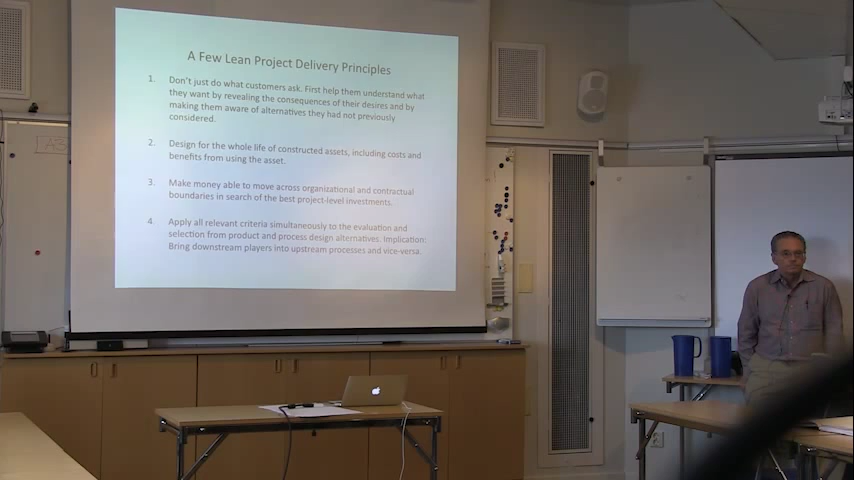 A Few Lean Project Delivery Principles
1. Don't just do what customers ask. First help them understand what
they want by revealing the consequences of their desires and by
making them aware of alternatives they had not previously
considered.
2. Design for the whole life of constructed assets, including costs and
benefits from using the asset.
3. Make money able to move across organizational and contractual
boundaries in search of the best project-level investments.
4. Apply all relevant criteria simultaneously to the evaluation and
selection from product and process design alternatives. Implication:
Bring downstream players into upstream processes and vice-versa.
A3